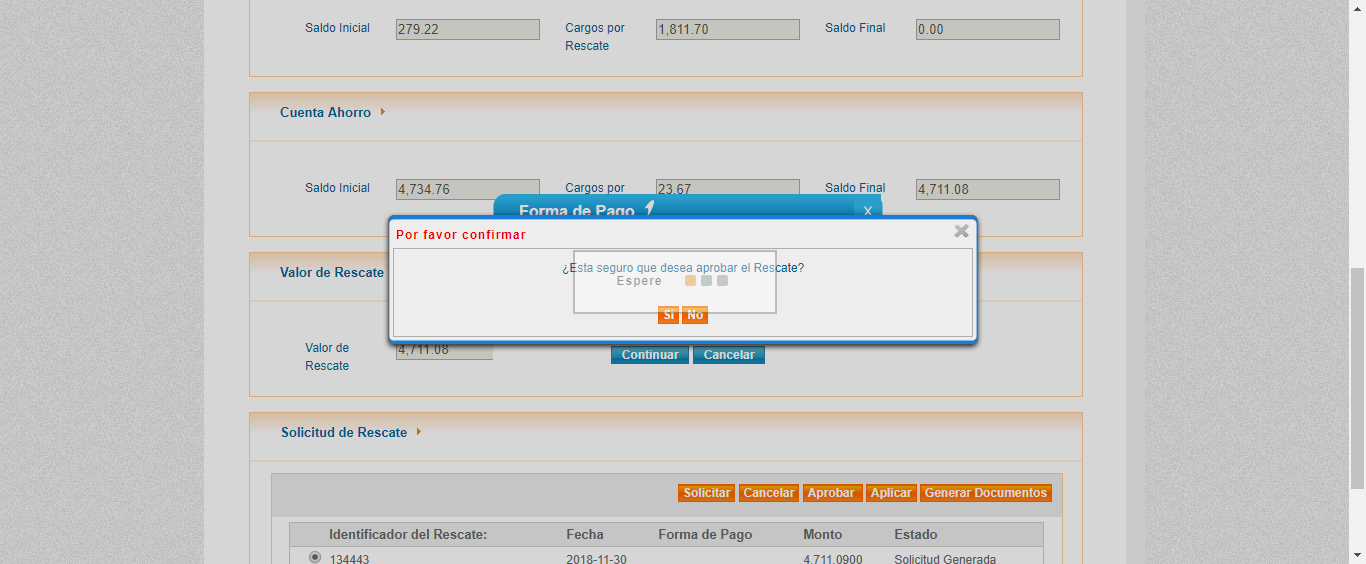 Saldo Inicial 279.22 Cargos por Rescate 1,811.70 Saldo Final 0.00
Cuenta Ahorro
Saldo Inicial 4,734.76 Cargos por 23.67 Saldo Final 4,711.08
Forma de Pago x
Por favor confirmar
¿Esta seguro que desea aprobar el Rescate?
Espere
Si No
Valor de Rescate
Valor de Rescate 4,711.08
Continuar Cancelar
Solicitud de Rescate
Solicitar Cancelar Aprobar Aplicar Generar Documentos
Identificador del Rescate: Fecha Forma de Pago Monto Estado
134443 2018-11-30 4,711.0900 Solicitud Generada